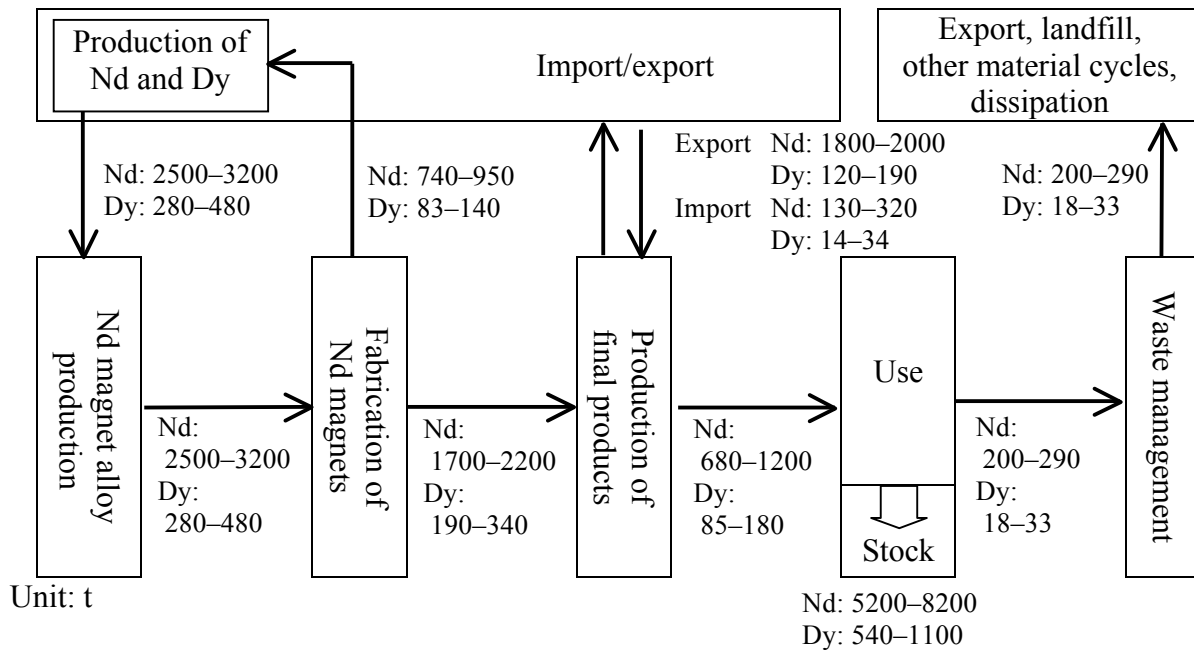 Production of
Nd and Dy
Import/export
Export, landfill,
other material cycles,
dissipation
Nd: 2500–3200
Dy: 280–480
Nd: 740–950
Dy: 83–140
Export Nd: 1800–2000
Dy: 120–190
Import Nd: 130–320
Dy: 14–34
Nd: 200–290
Dy: 18–33
Nd magnet alloy
production
Nd:
2500–3200
Dy:
280–480
Fabrication of
Nd magnets
Nd:
1700–2200
Dy:
190–340
Production of
final products
Nd:
680–1200
Dy:
85–180
Use
Stock
Nd: 5200–8200
Dy: 540–1100
Nd:
200–290
Dy:
18–33
Waste management
Unit: t